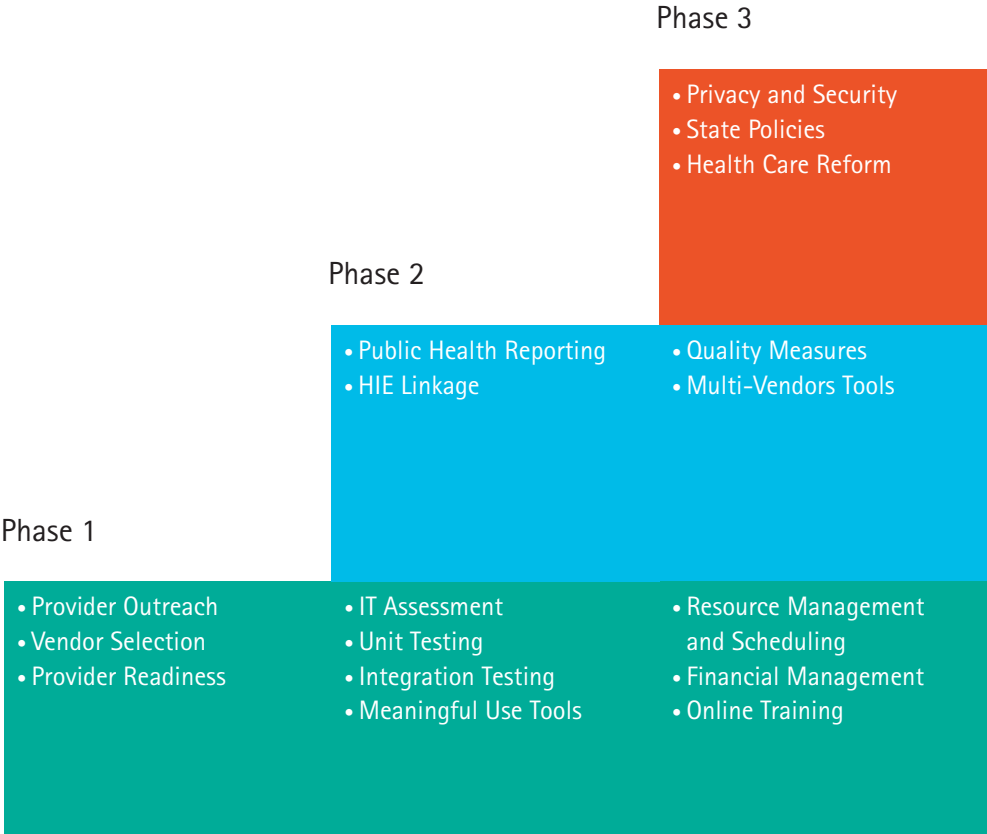 Phase 3
• Privacy and Security
• State Policies
• Health Care Reform
Phase 2
• Public Health Reporting
• HIE Linkage
• Quality Measures
• Multi-Vendors Tools
Phase 1
• Provider Outreach
• Vendor Selection
• Provider Readiness
• IT Assessment
• Unit Testing
• Integration Testing
• Meaningful Use Tools
• Resource Management
and Scheduling
• Financial Management
• Online Training